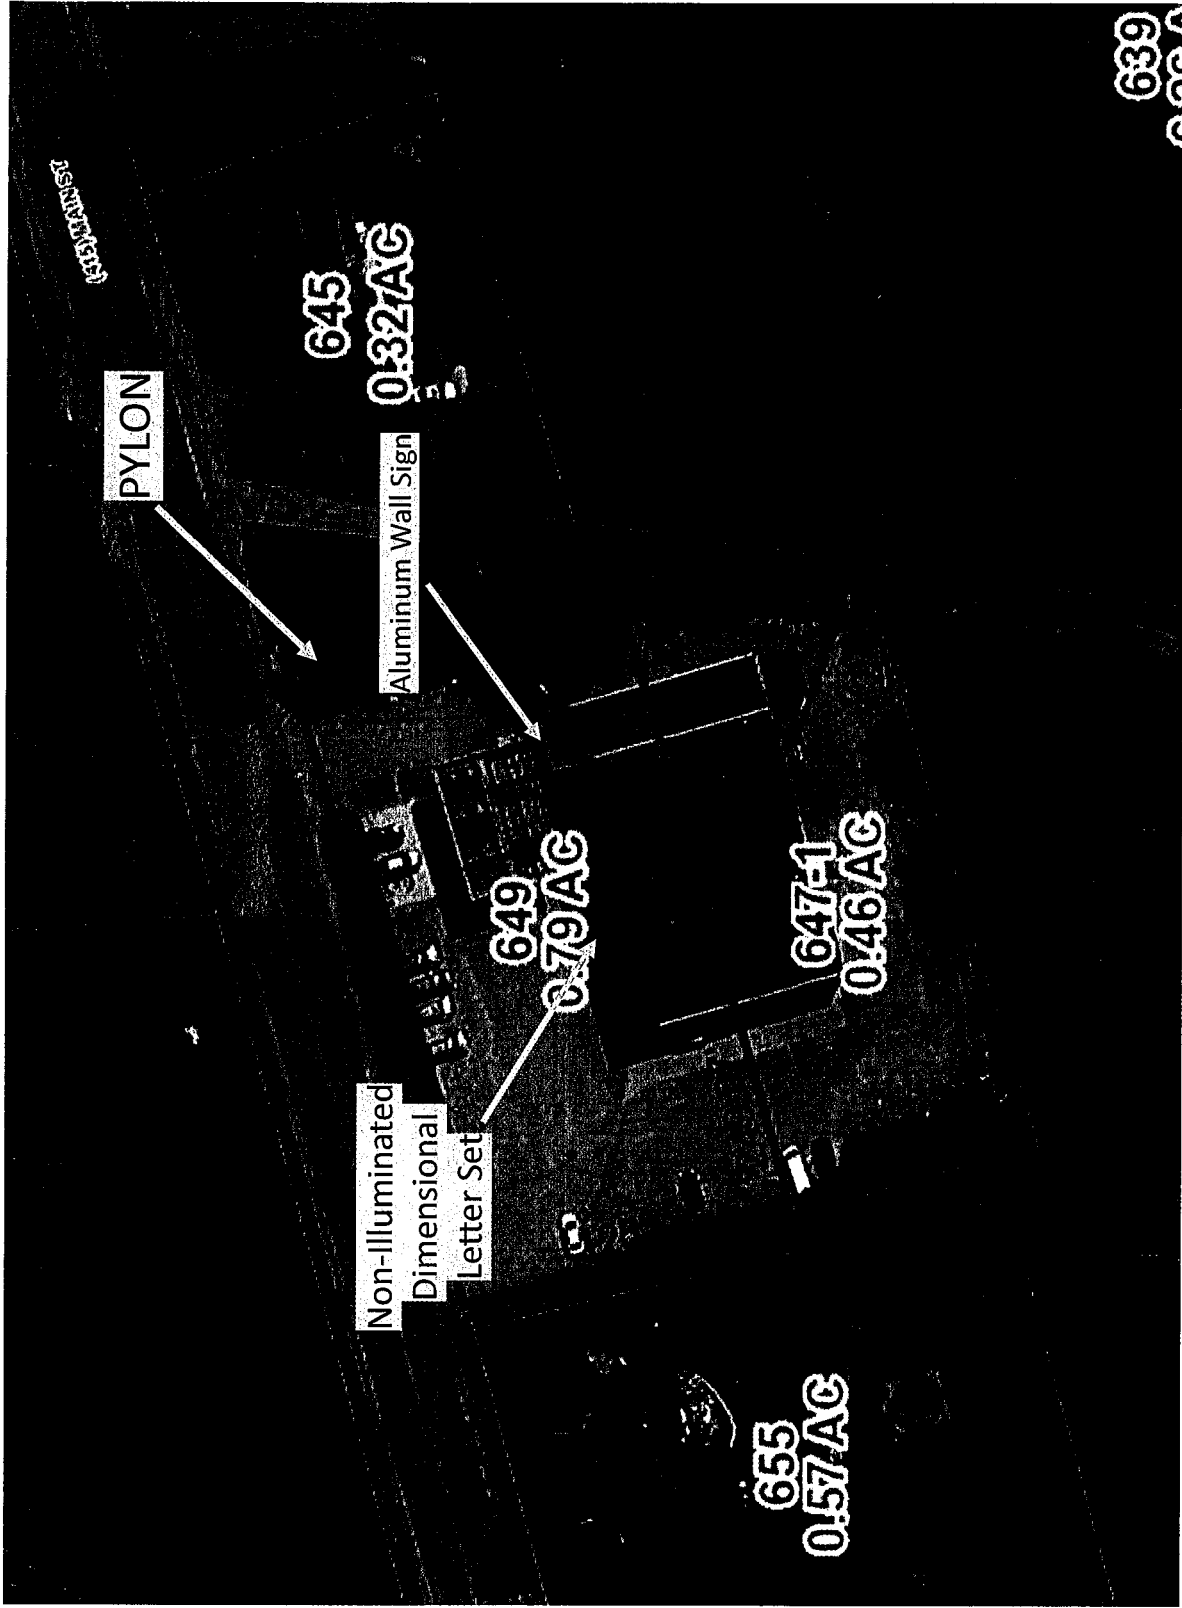 (515) MAIN ST
PYLON
645
0.32 AC
Non-Illuminated
Dimensional
Letter Set
Aluminum Wall Sign
649
0.79 AC
647-1
0.46 AC
655
0.57 AC
639